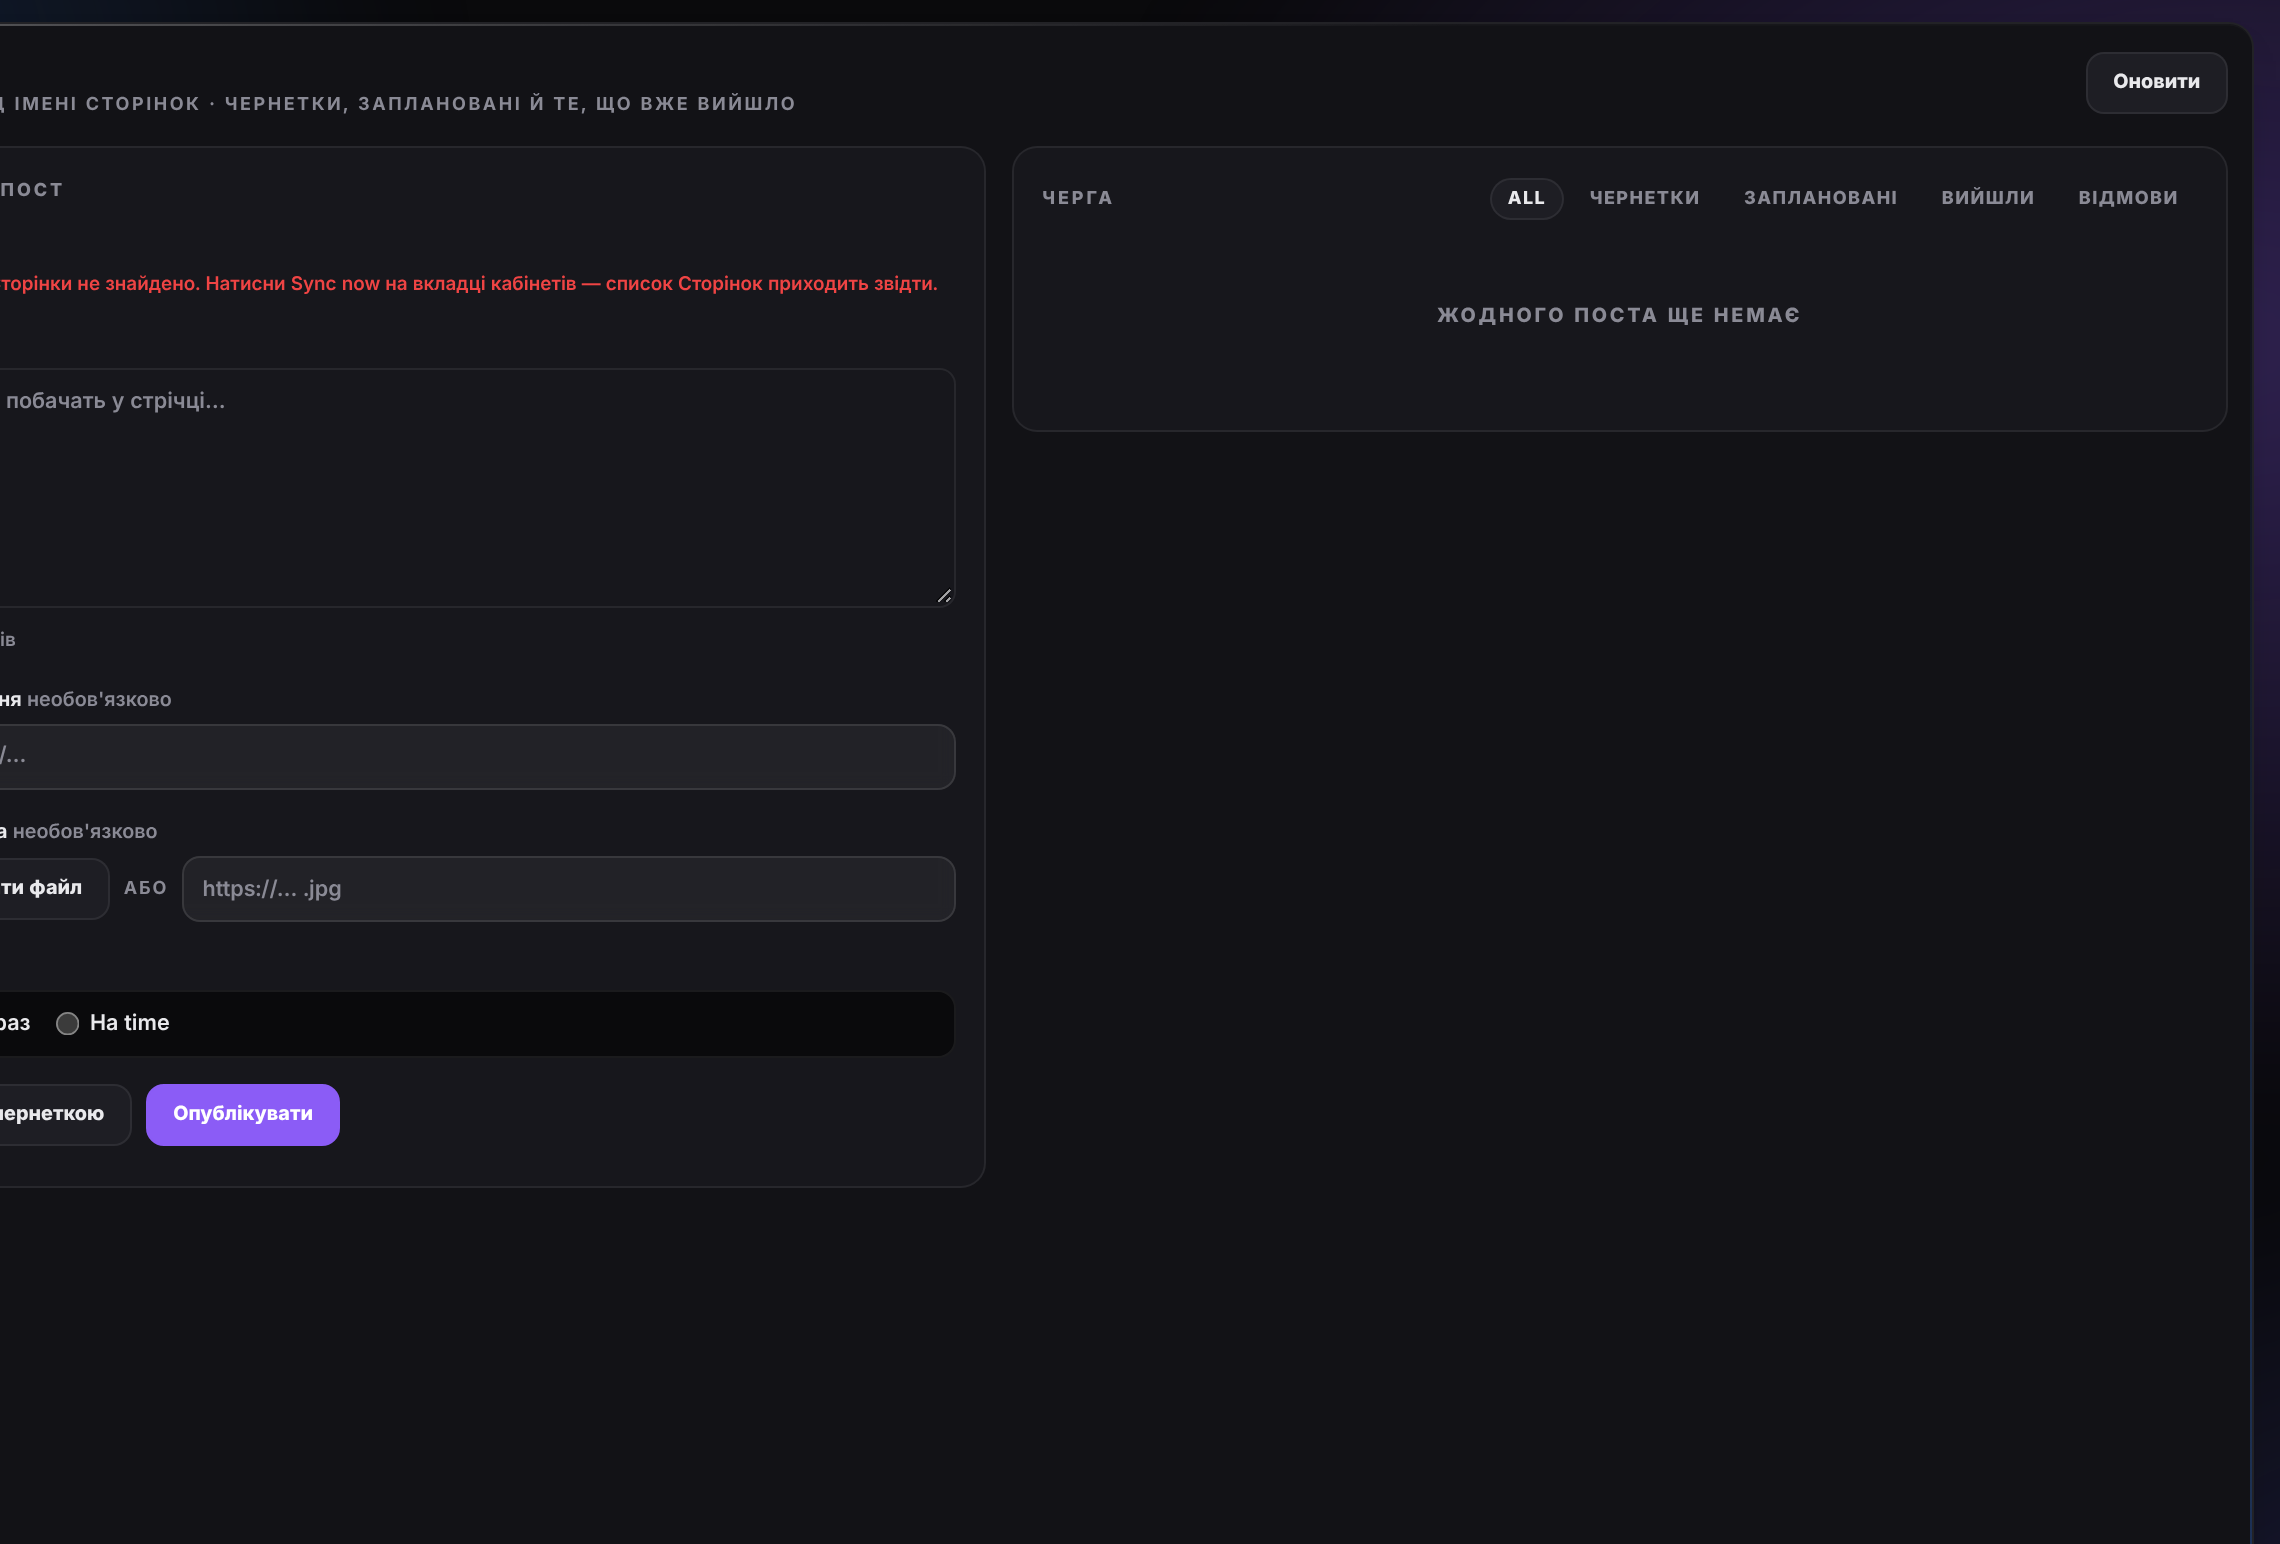 ІМЕНІ СТОРІНОК · ЧЕРНЕТКИ, ЗАПЛАНОВАНІ Й ТЕ, ЩО ВЖЕ ВИЙШЛО
Оновити
ПОСТ
торінки не знайдено. Натисни Sync now на вкладці кабінетів — список Сторінок приходить звідти.
побачать у стрічці...
ів
ня необов'язково
/...
а необов'язково
ти файл
АБО
https://... .jpg
раз
На time
чернеткою
Опублікувати
ЧЕРГА
ALL
ЧЕРНЕТКИ
ЗАПЛАНОВАНІ
ВИЙШЛИ
ВІДМОВИ
ЖОДНОГО ПОСТА ЩЕ НЕМАЄ